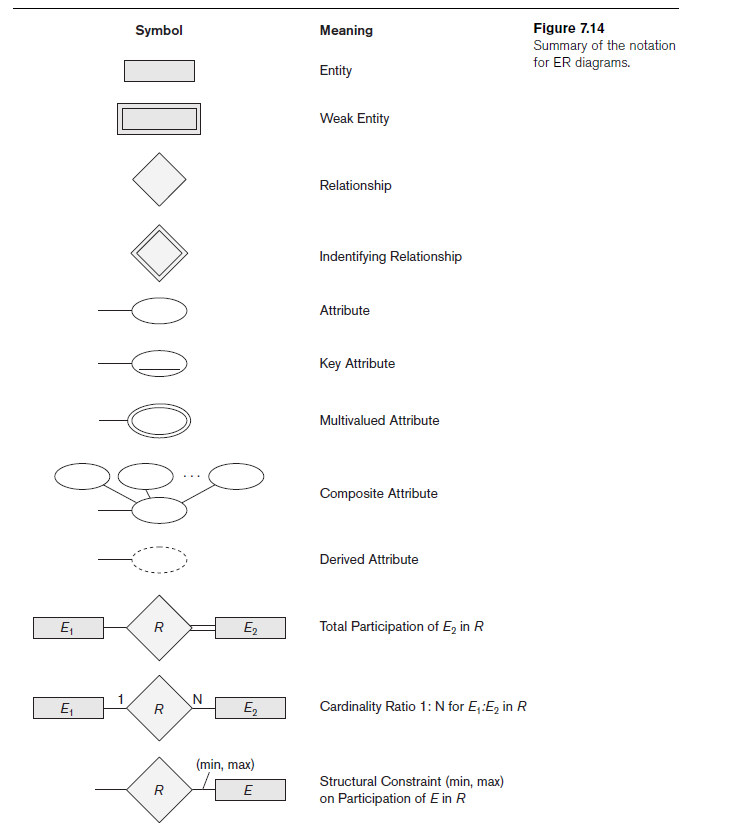 Symbol Meaning Figure 7.14
Summary of the notation
for ER diagrams.
Entity
Weak Entity
Relationship
Indentifying Relationship
Attribute
Key Attribute
Multivalued Attribute
. . .
Composite Attribute
Derived Attribute
E₁ R E₂ Total Participation of E₂ in R
E₁ 1 R N E₂ Cardinality Ratio 1: N for E₁:E₂ in R
(min, max)
R E Structural Constraint (min, max)
on Participation of E in R